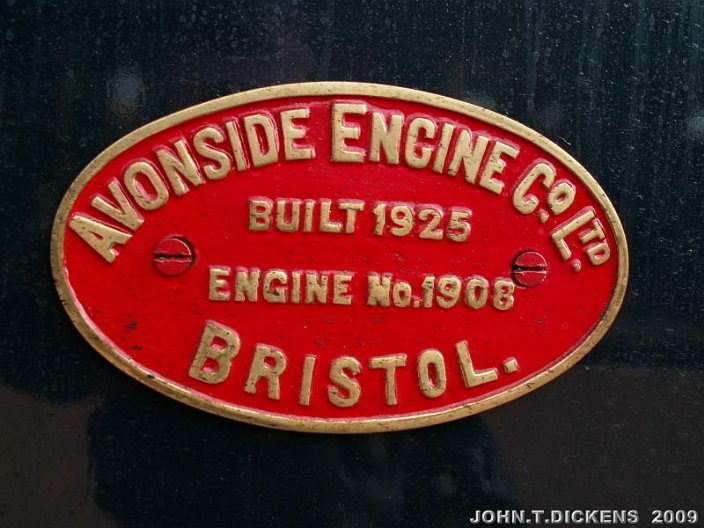 AVONSIDE ENGINE CO. LTD.
BUILT 1925
ENGINE No. 1908
BRISTOL.
JOHN.T.DICKENS 2009